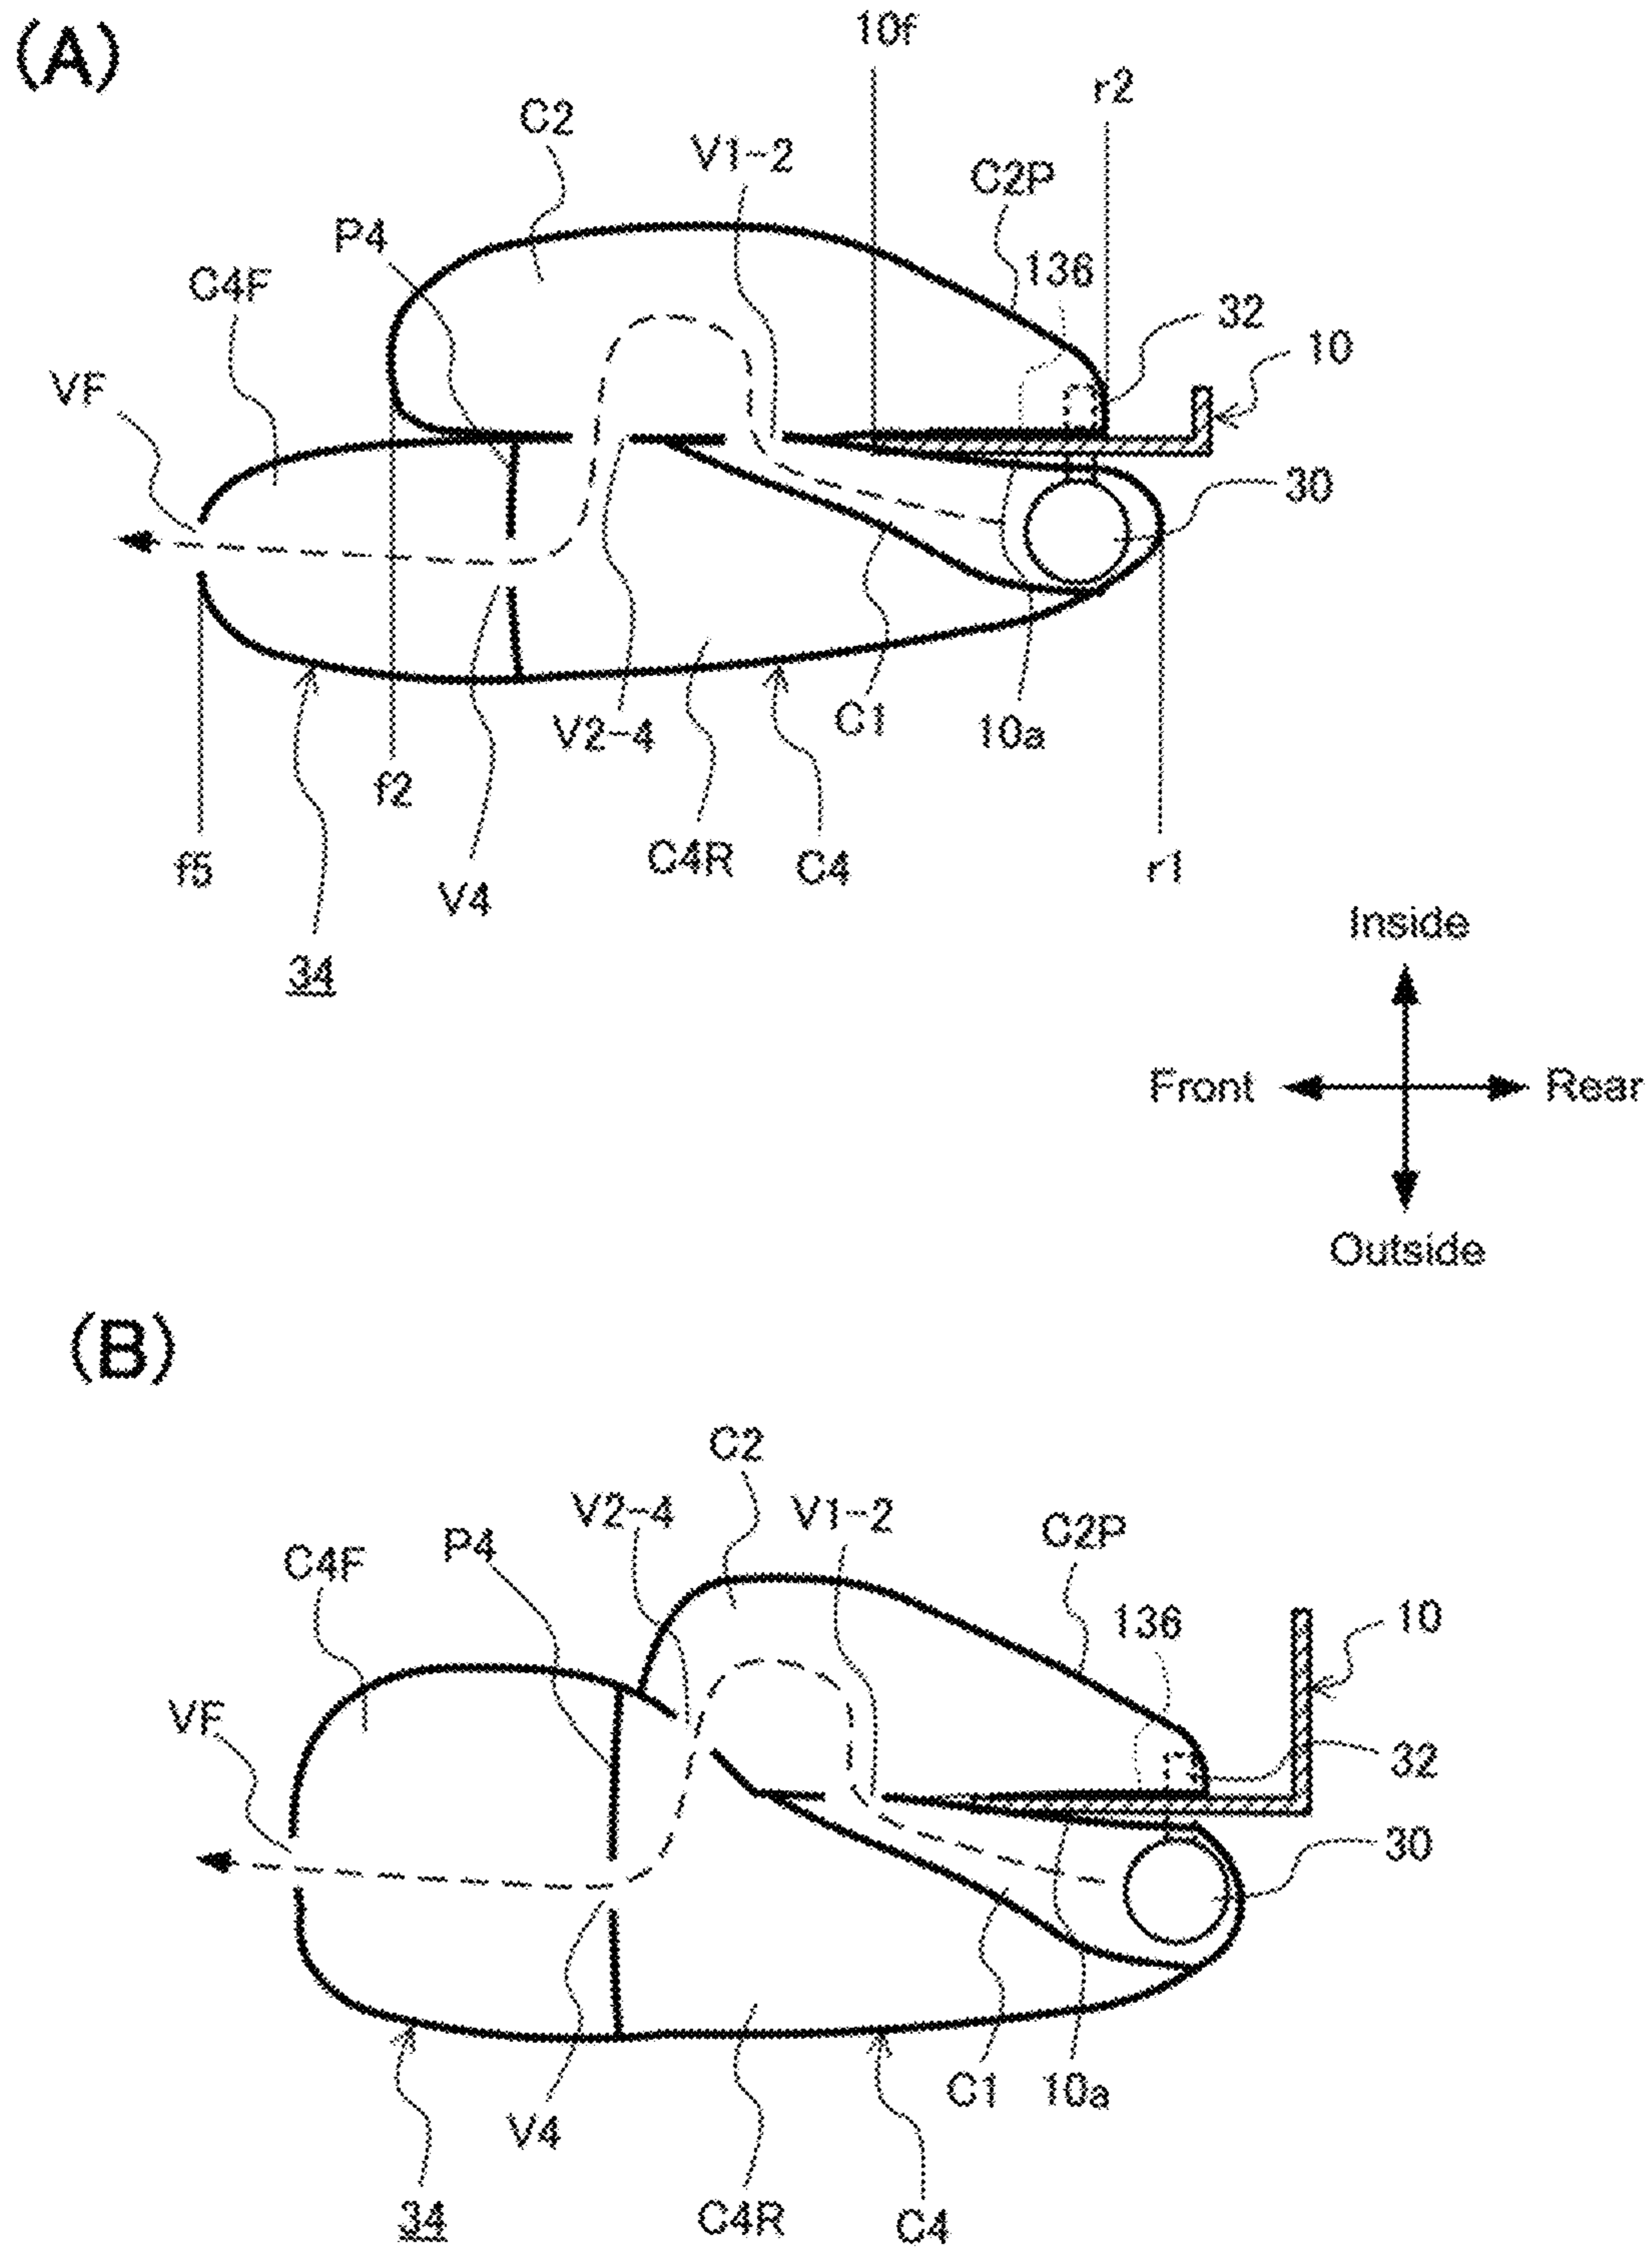 (A)
10f
r2
C2
V1-2
C2P
P4
136
C4F
32
10
VF
30
C1
10a
V2-4
f2
C4R
C4
f5
V4
r1
34
Inside
Front
Rear
Outside
(B)
C2
V2-4
V1-2
C2P
P4
C4F
136
10
VF
32
30
C1
10a
V4
34
C4R
C4